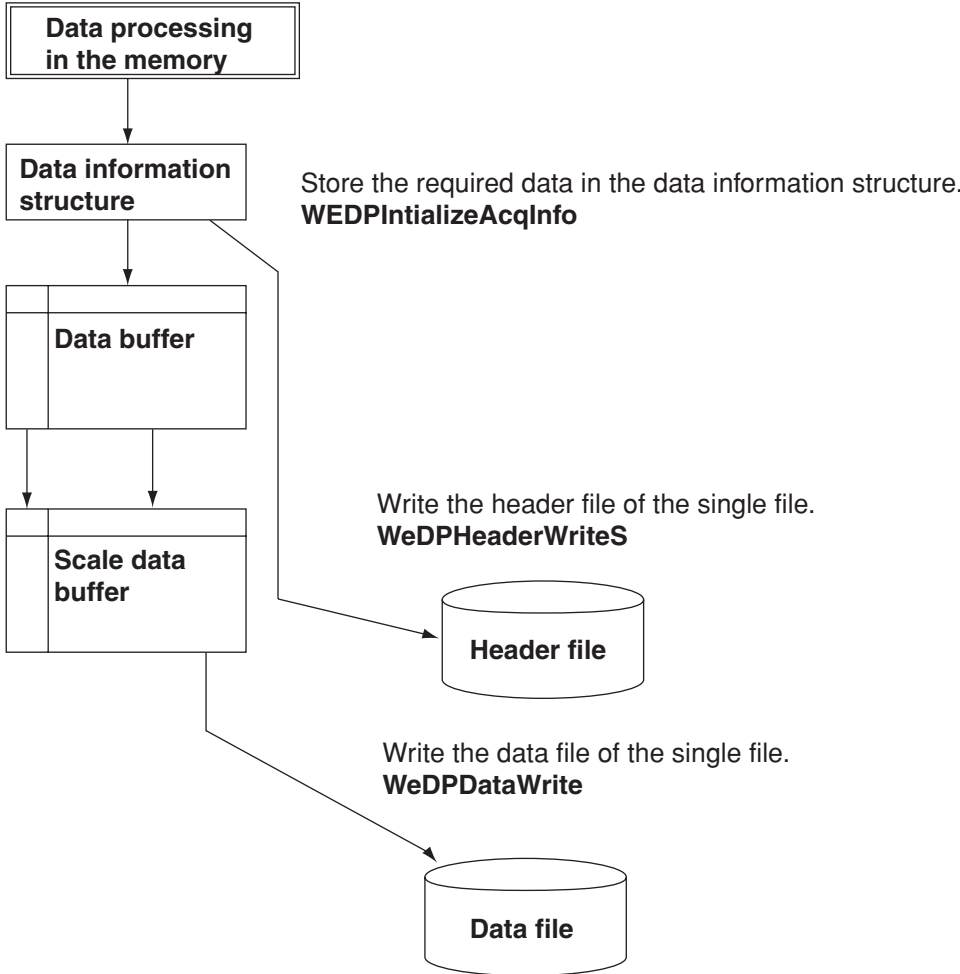 Data processing
in the memory
Data information
structure
Store the required data in the data information structure.
WEDPIntializeAcqInfo
Data buffer
Write the header file of the single file.
WeDPHeaderWriteS
Scale data
buffer
Header file
Write the data file of the single file.
WeDPDataWrite
Data file